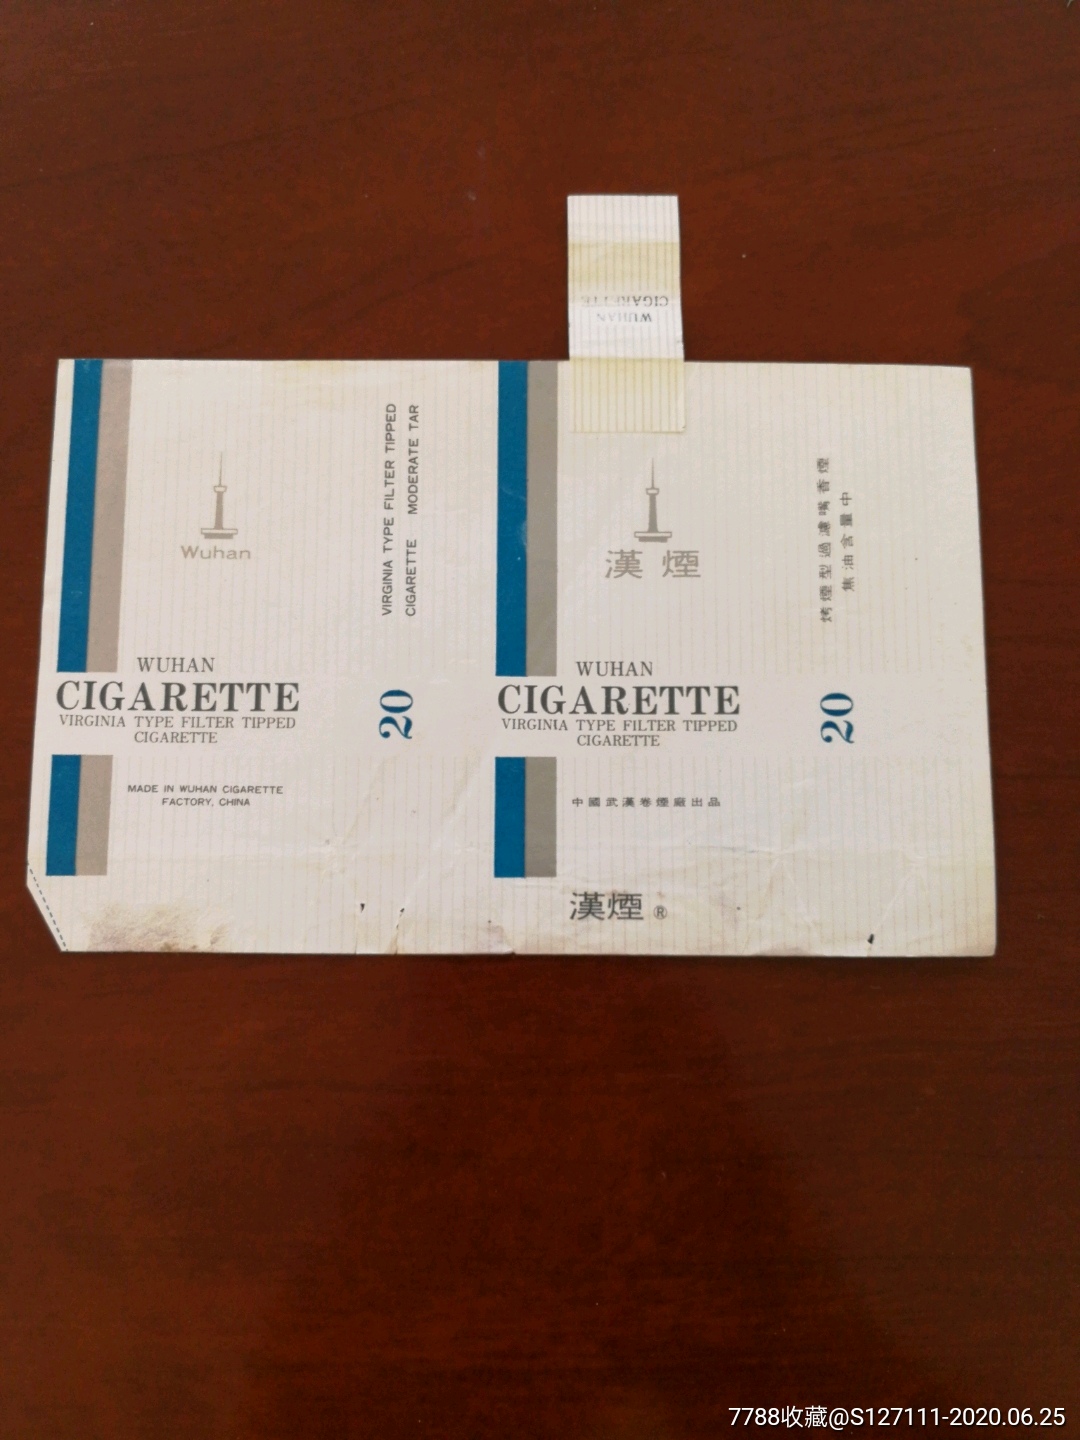 WUHAN
CIGARETTE
Wuhan
WUHAN
CIGARETTE
VIRGINIA TYPE FILTER TIPPED
CIGARETTE
MADE IN WUHAN CIGARETTE
FACTORY, CHINA
VIRGINIA TYPE FILTER TIPPED
CIGARETTE MODERATE TAR
20
漢煙
WUHAN
CIGARETTE
VIRGINIA TYPE FILTER TIPPED
CIGARETTE
中國武漢卷煙廠出品
漢煙®
烤煙型過濾嘴香煙
焦油含量中
20
7788收藏@S127111-2020.06.25